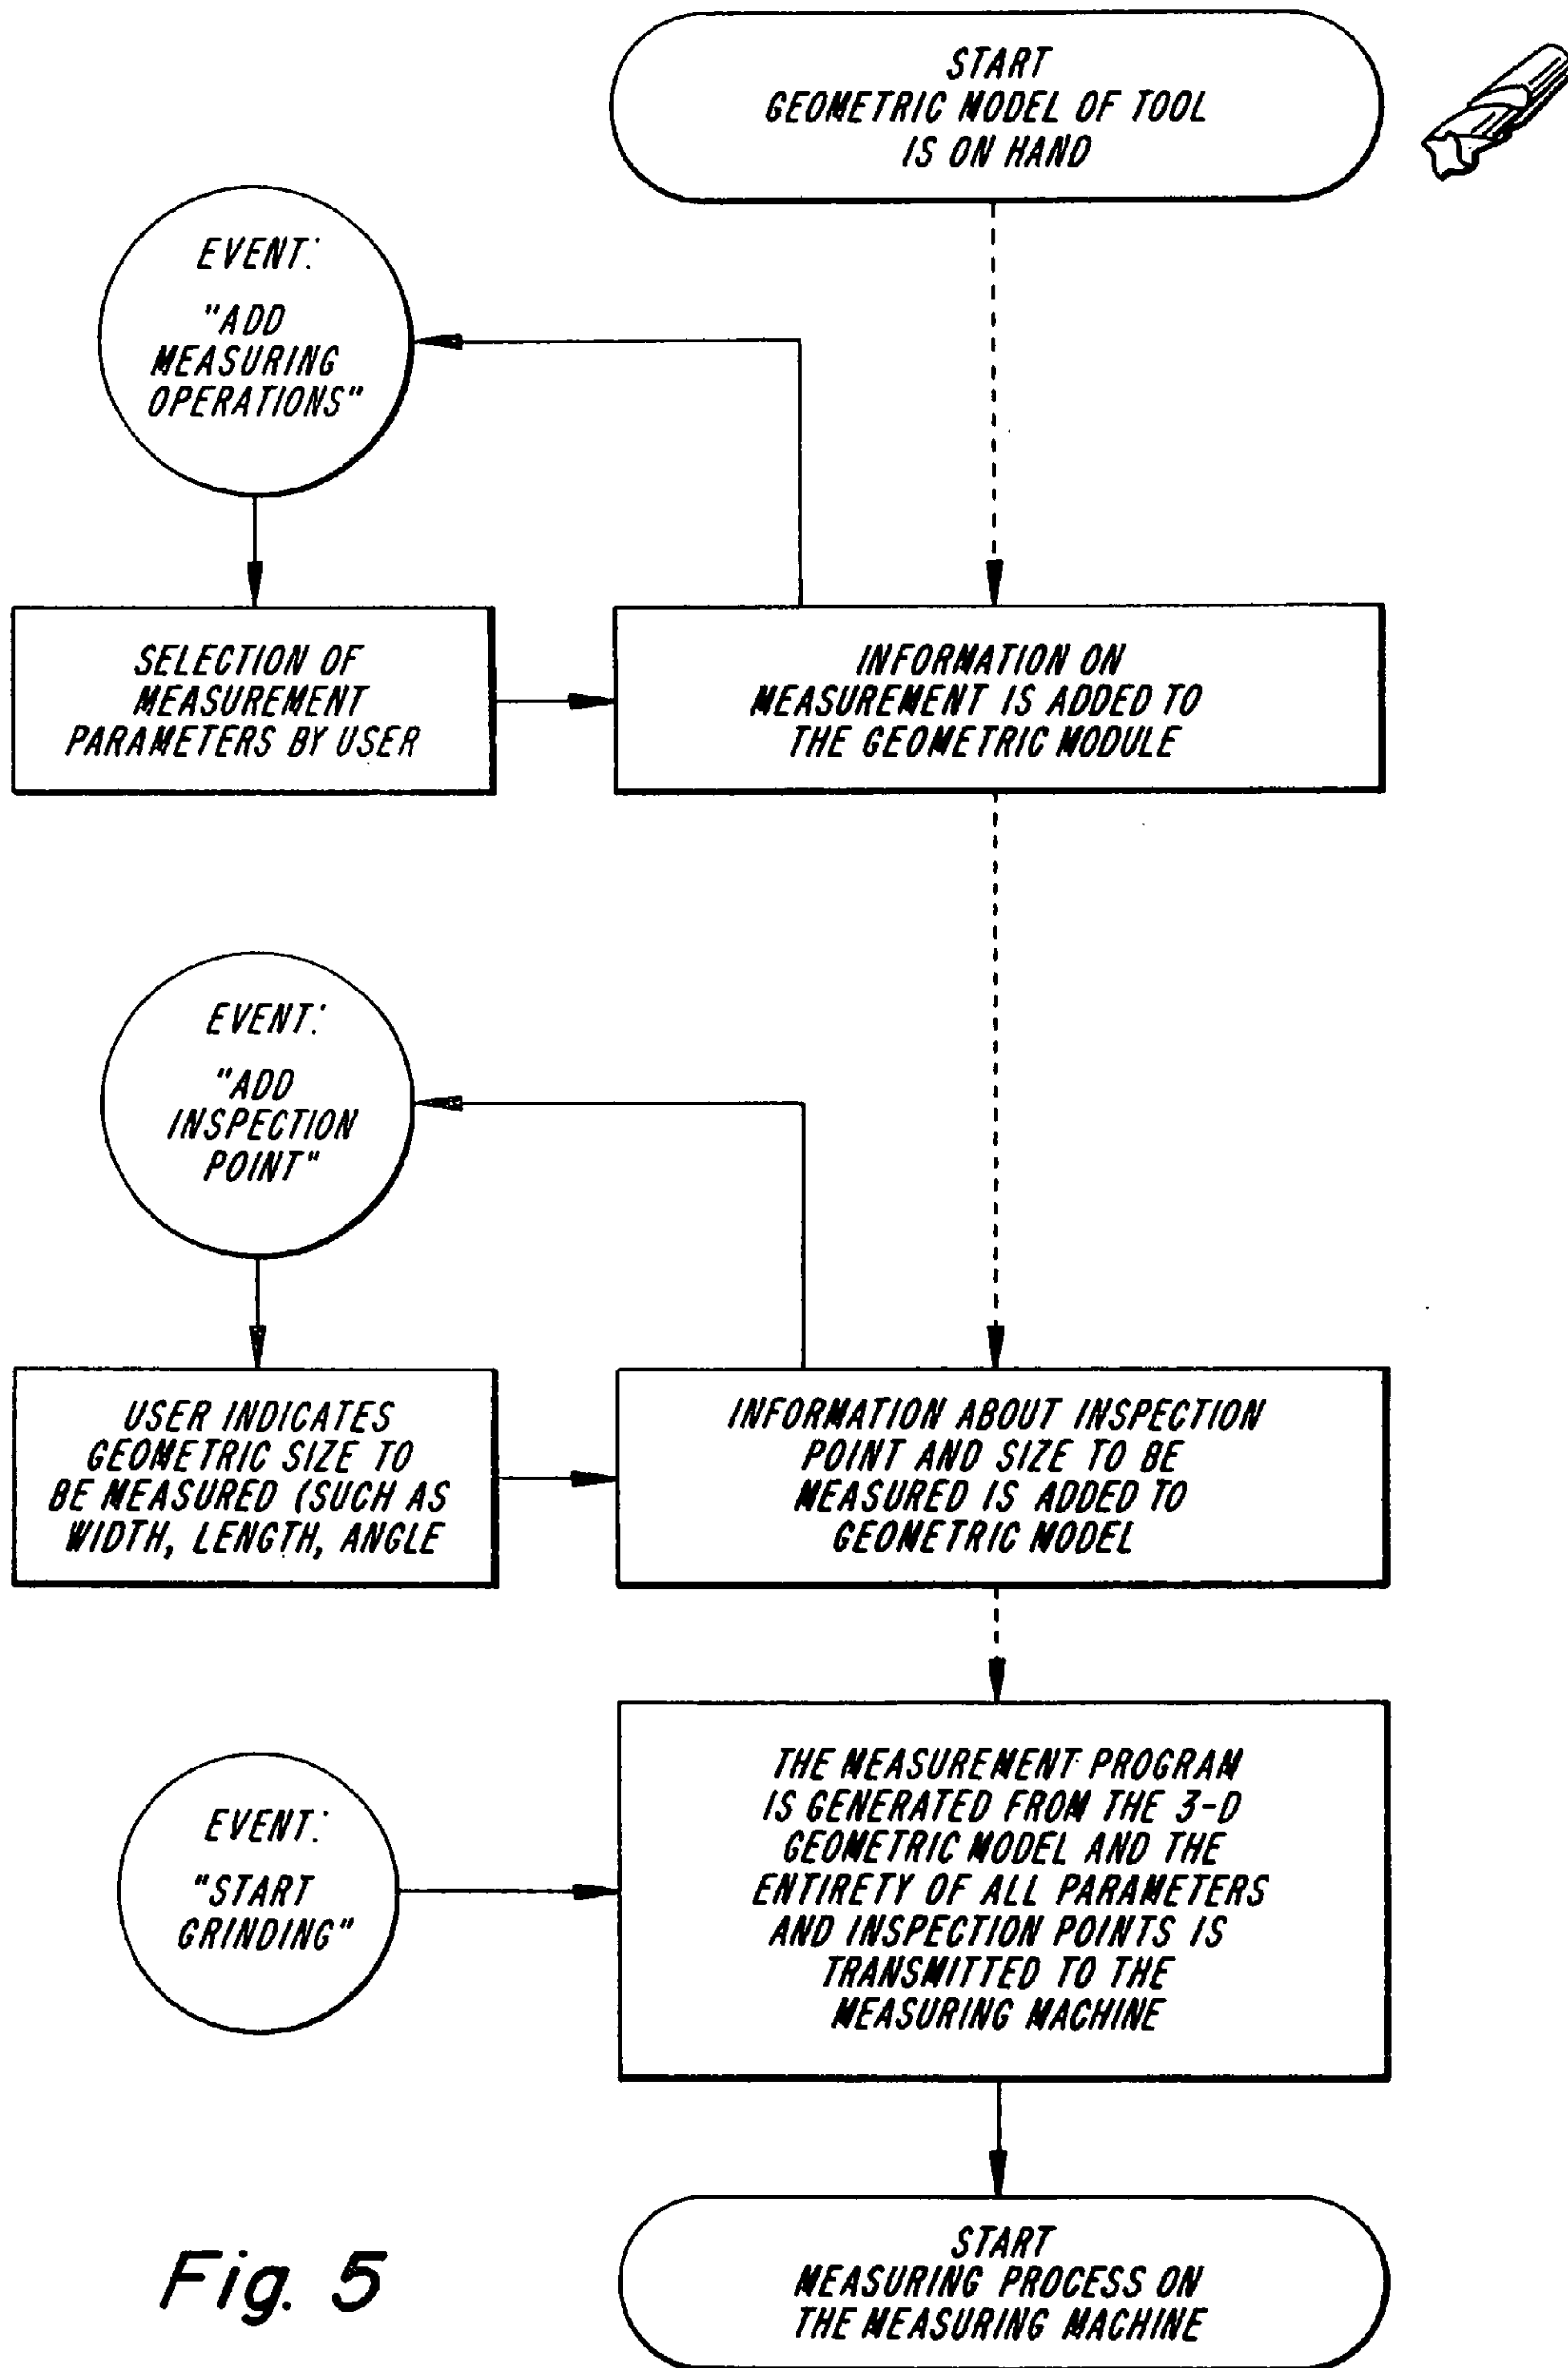 START
GEOMETRIC MODEL OF TOOL
IS ON HAND
EVENT:
"ADD
MEASURING
OPERATIONS"
SELECTION OF
MEASUREMENT
PARAMETERS BY USER
INFORMATION ON
MEASUREMENT IS ADDED TO
THE GEOMETRIC MODULE
EVENT:
"ADD
INSPECTION
POINT"
USER INDICATES
GEOMETRIC SIZE TO
BE MEASURED (SUCH AS
WIDTH, LENGTH, ANGLE
INFORMATION ABOUT INSPECTION
POINT AND SIZE TO BE
MEASURED IS ADDED TO
GEOMETRIC MODEL
EVENT:
"START
GRINDING"
THE MEASUREMENT PROGRAM
IS GENERATED FROM THE 3-D
GEOMETRIC MODEL AND THE
ENTIRETY OF ALL PARAMETERS
AND INSPECTION POINTS IS
TRANSMITTED TO THE
MEASURING MACHINE
START
MEASURING PROCESS ON
THE MEASURING MACHINE
Fig. 5